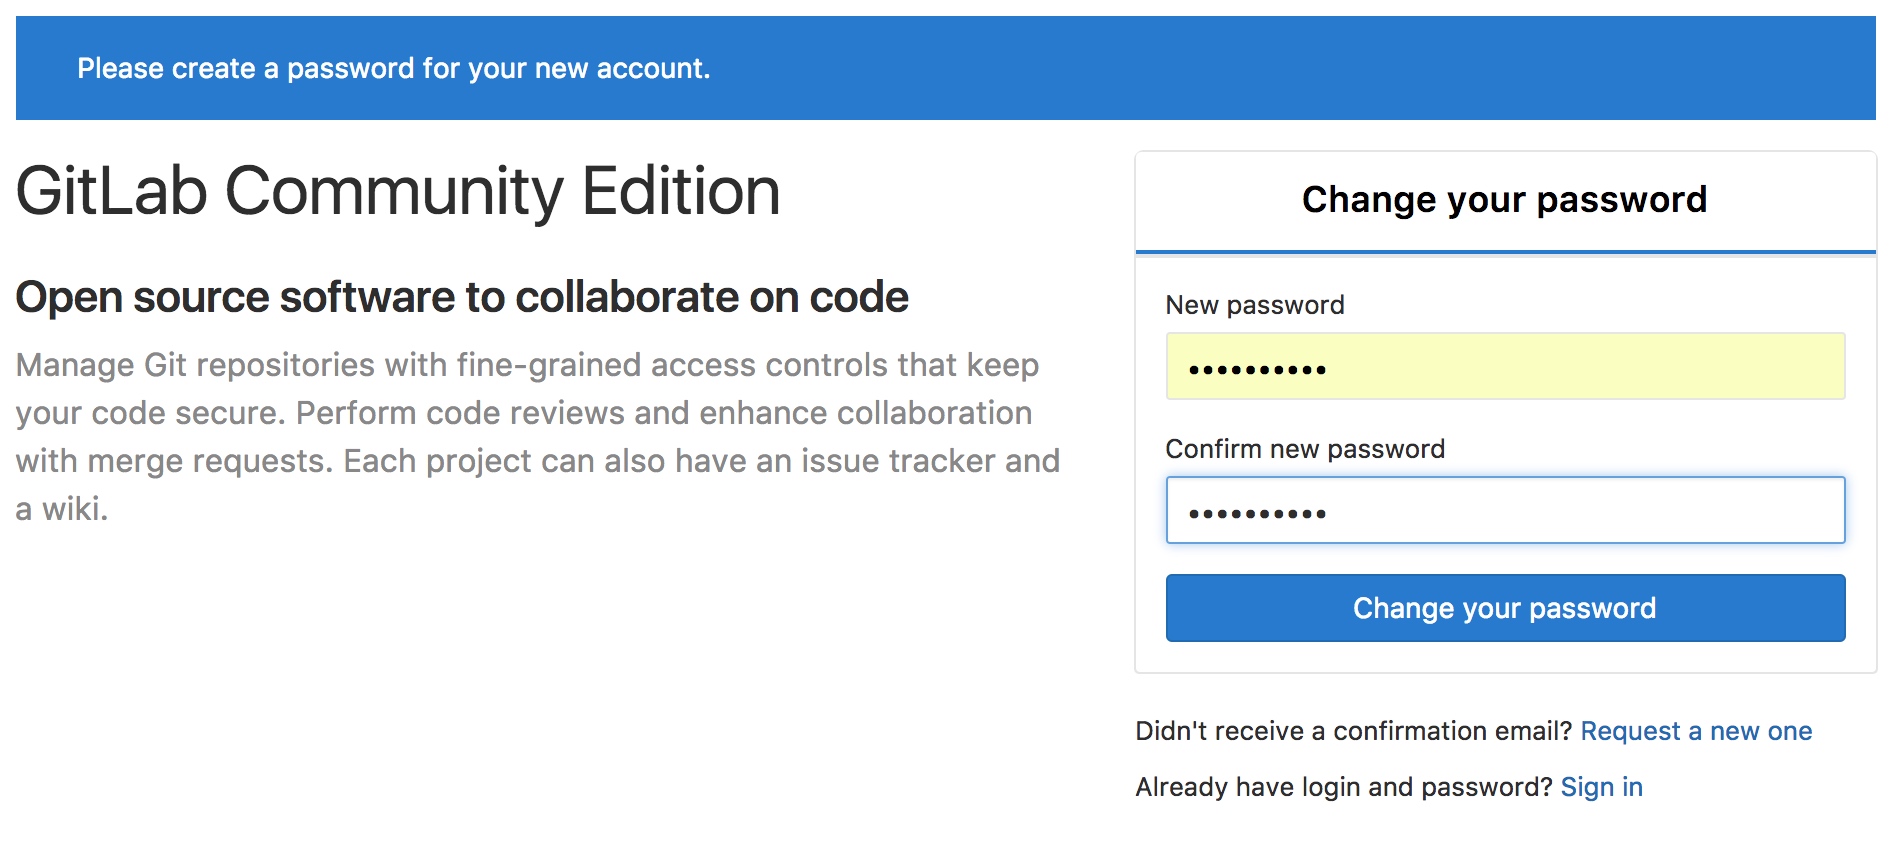 Please create a password for your new account.
GitLab Community Edition
Open source software to collaborate on code
Manage Git repositories with fine-grained access controls that keep
your code secure. Perform code reviews and enhance collaboration
with merge requests. Each project can also have an issue tracker and
a wiki.
Change your password
New password
••••••••••
Confirm new password
••••••••••
Change your password
Didn't receive a confirmation email? Request a new one
Already have login and password? Sign in